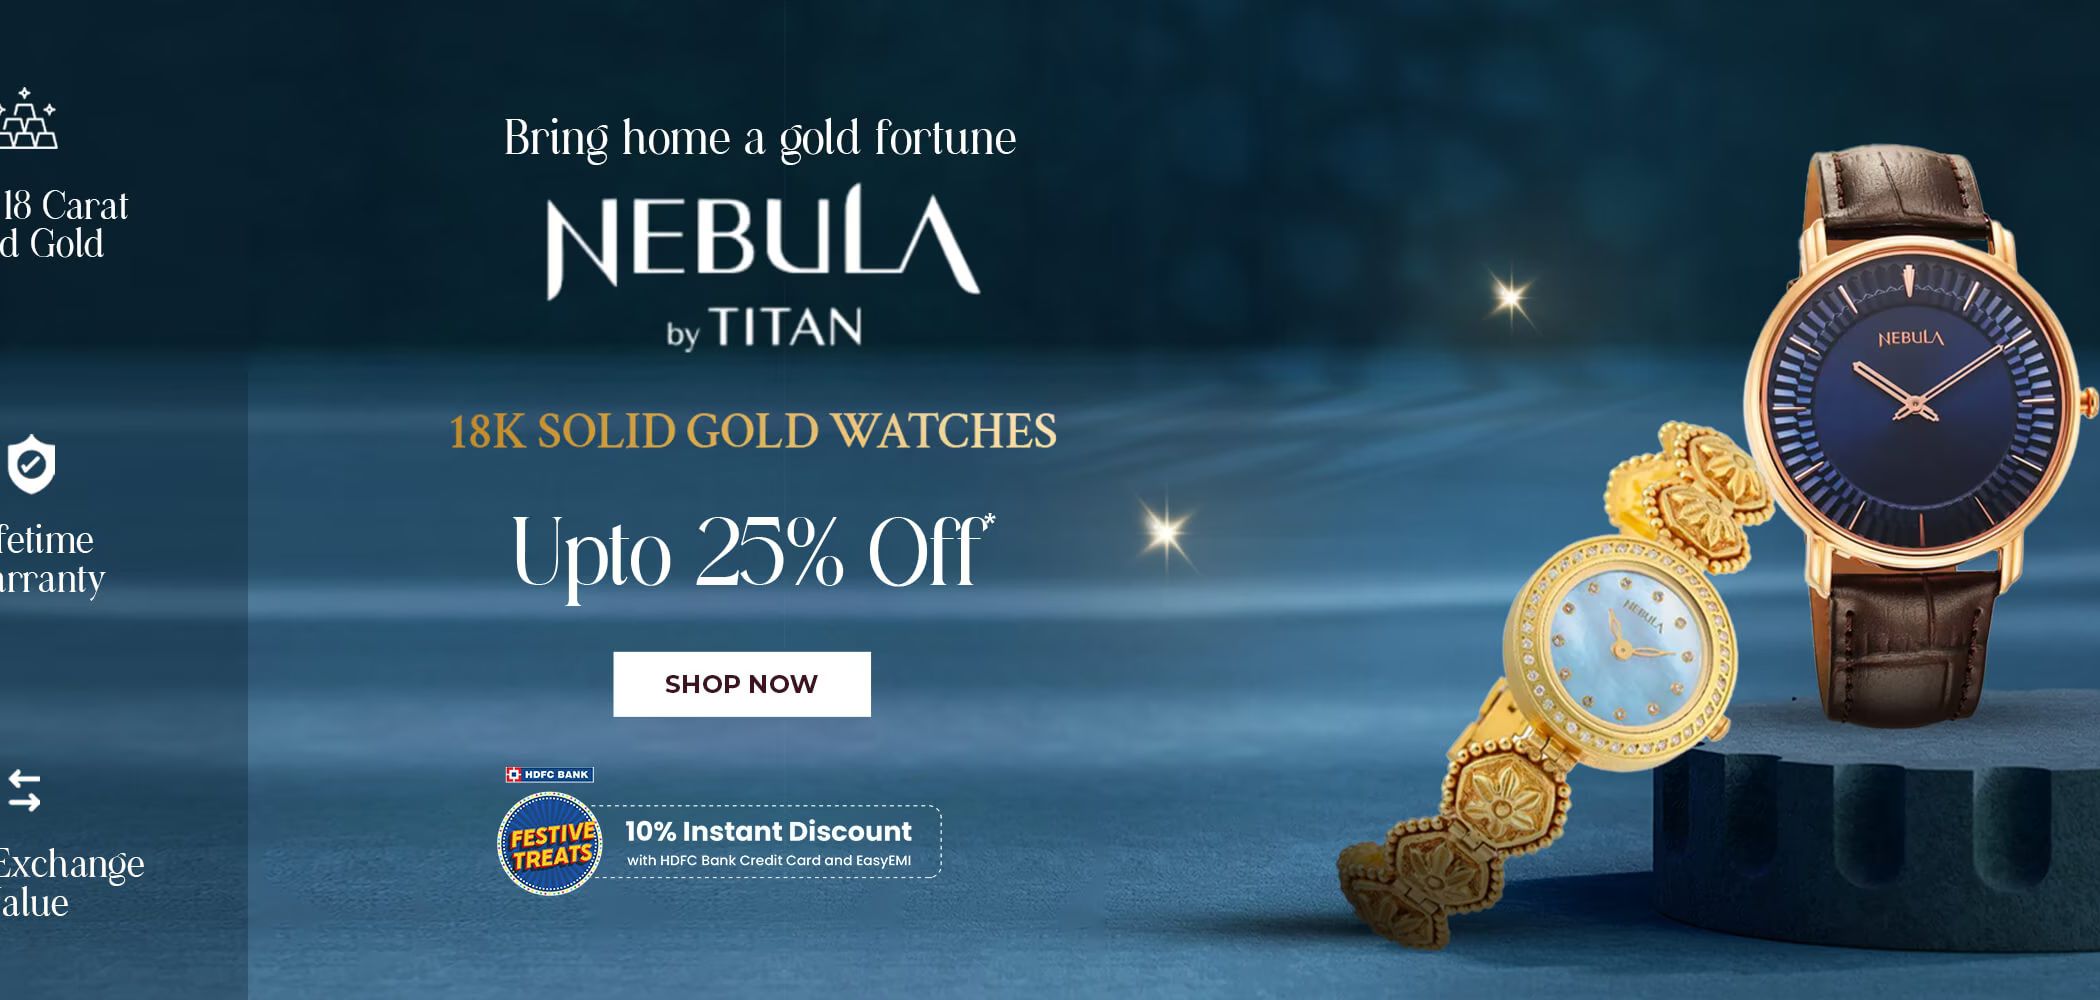 18 Carat
d Gold
fetime
arranty
Exchange
alue
Bring home a gold fortune
NEBULA
by TITAN
18K SOLID GOLD WATCHES
Upto 25% Off*
SHOP NOW
HDFC BANK
FESTIVE
TREATS
10% Instant Discount
with HDFC Bank Credit Card and EasyEMI
NEBULA
NEBULA